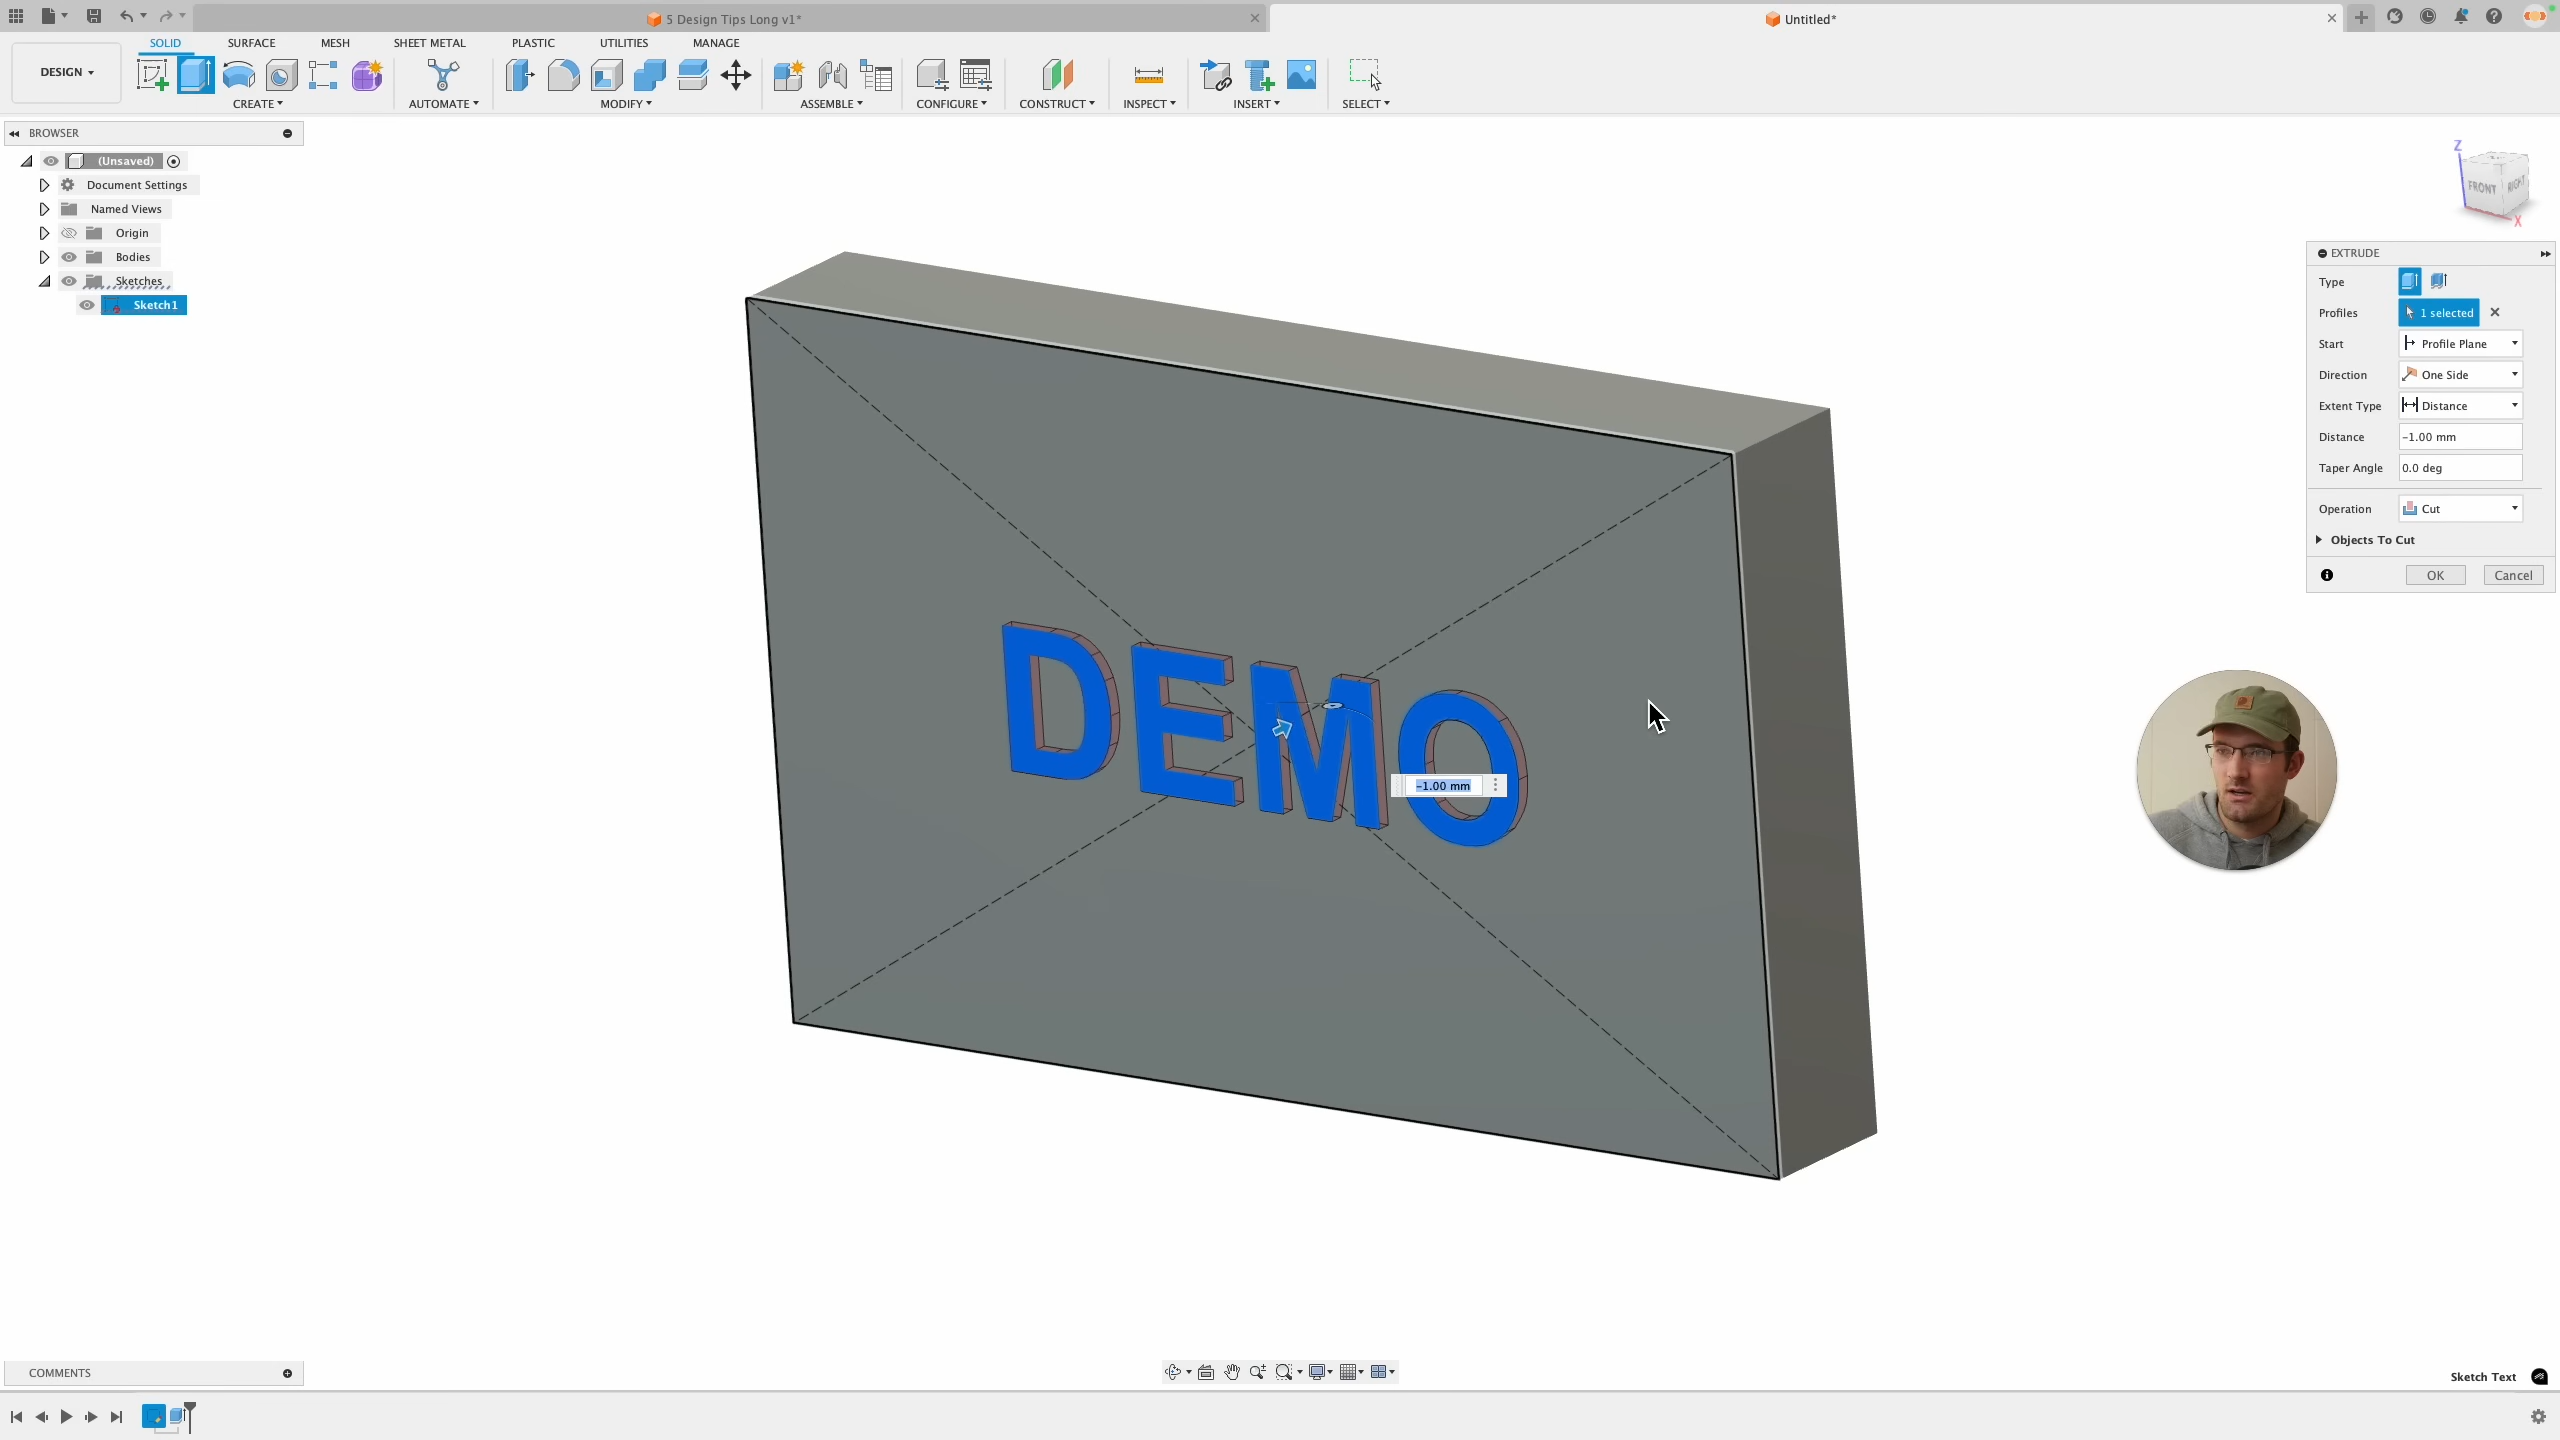 5 Design Tips Long v1*
Untitled*
DESIGN
SOLID
SURFACE
MESH
SHEET METAL
PLASTIC
UTILITIES
MANAGE
CREATE
AUTOMATE
MODIFY
ASSEMBLE
CONFIGURE
CONSTRUCT
INSPECT
INSERT
SELECT
BROWSER
(Unsaved)
Document Settings
Named Views
Origin
Bodies
Sketches
Sketch1
Z
FRONT
RIGHT
X
EXTRUDE
Type
Profiles 1 selected
Start Profile Plane
Direction One Side
Extent Type Distance
Distance -1.00 mm
Taper Angle 0.0 deg
Operation Cut
Objects To Cut
OK Cancel
DEMO
-1.00 mm
COMMENTS
Sketch Text